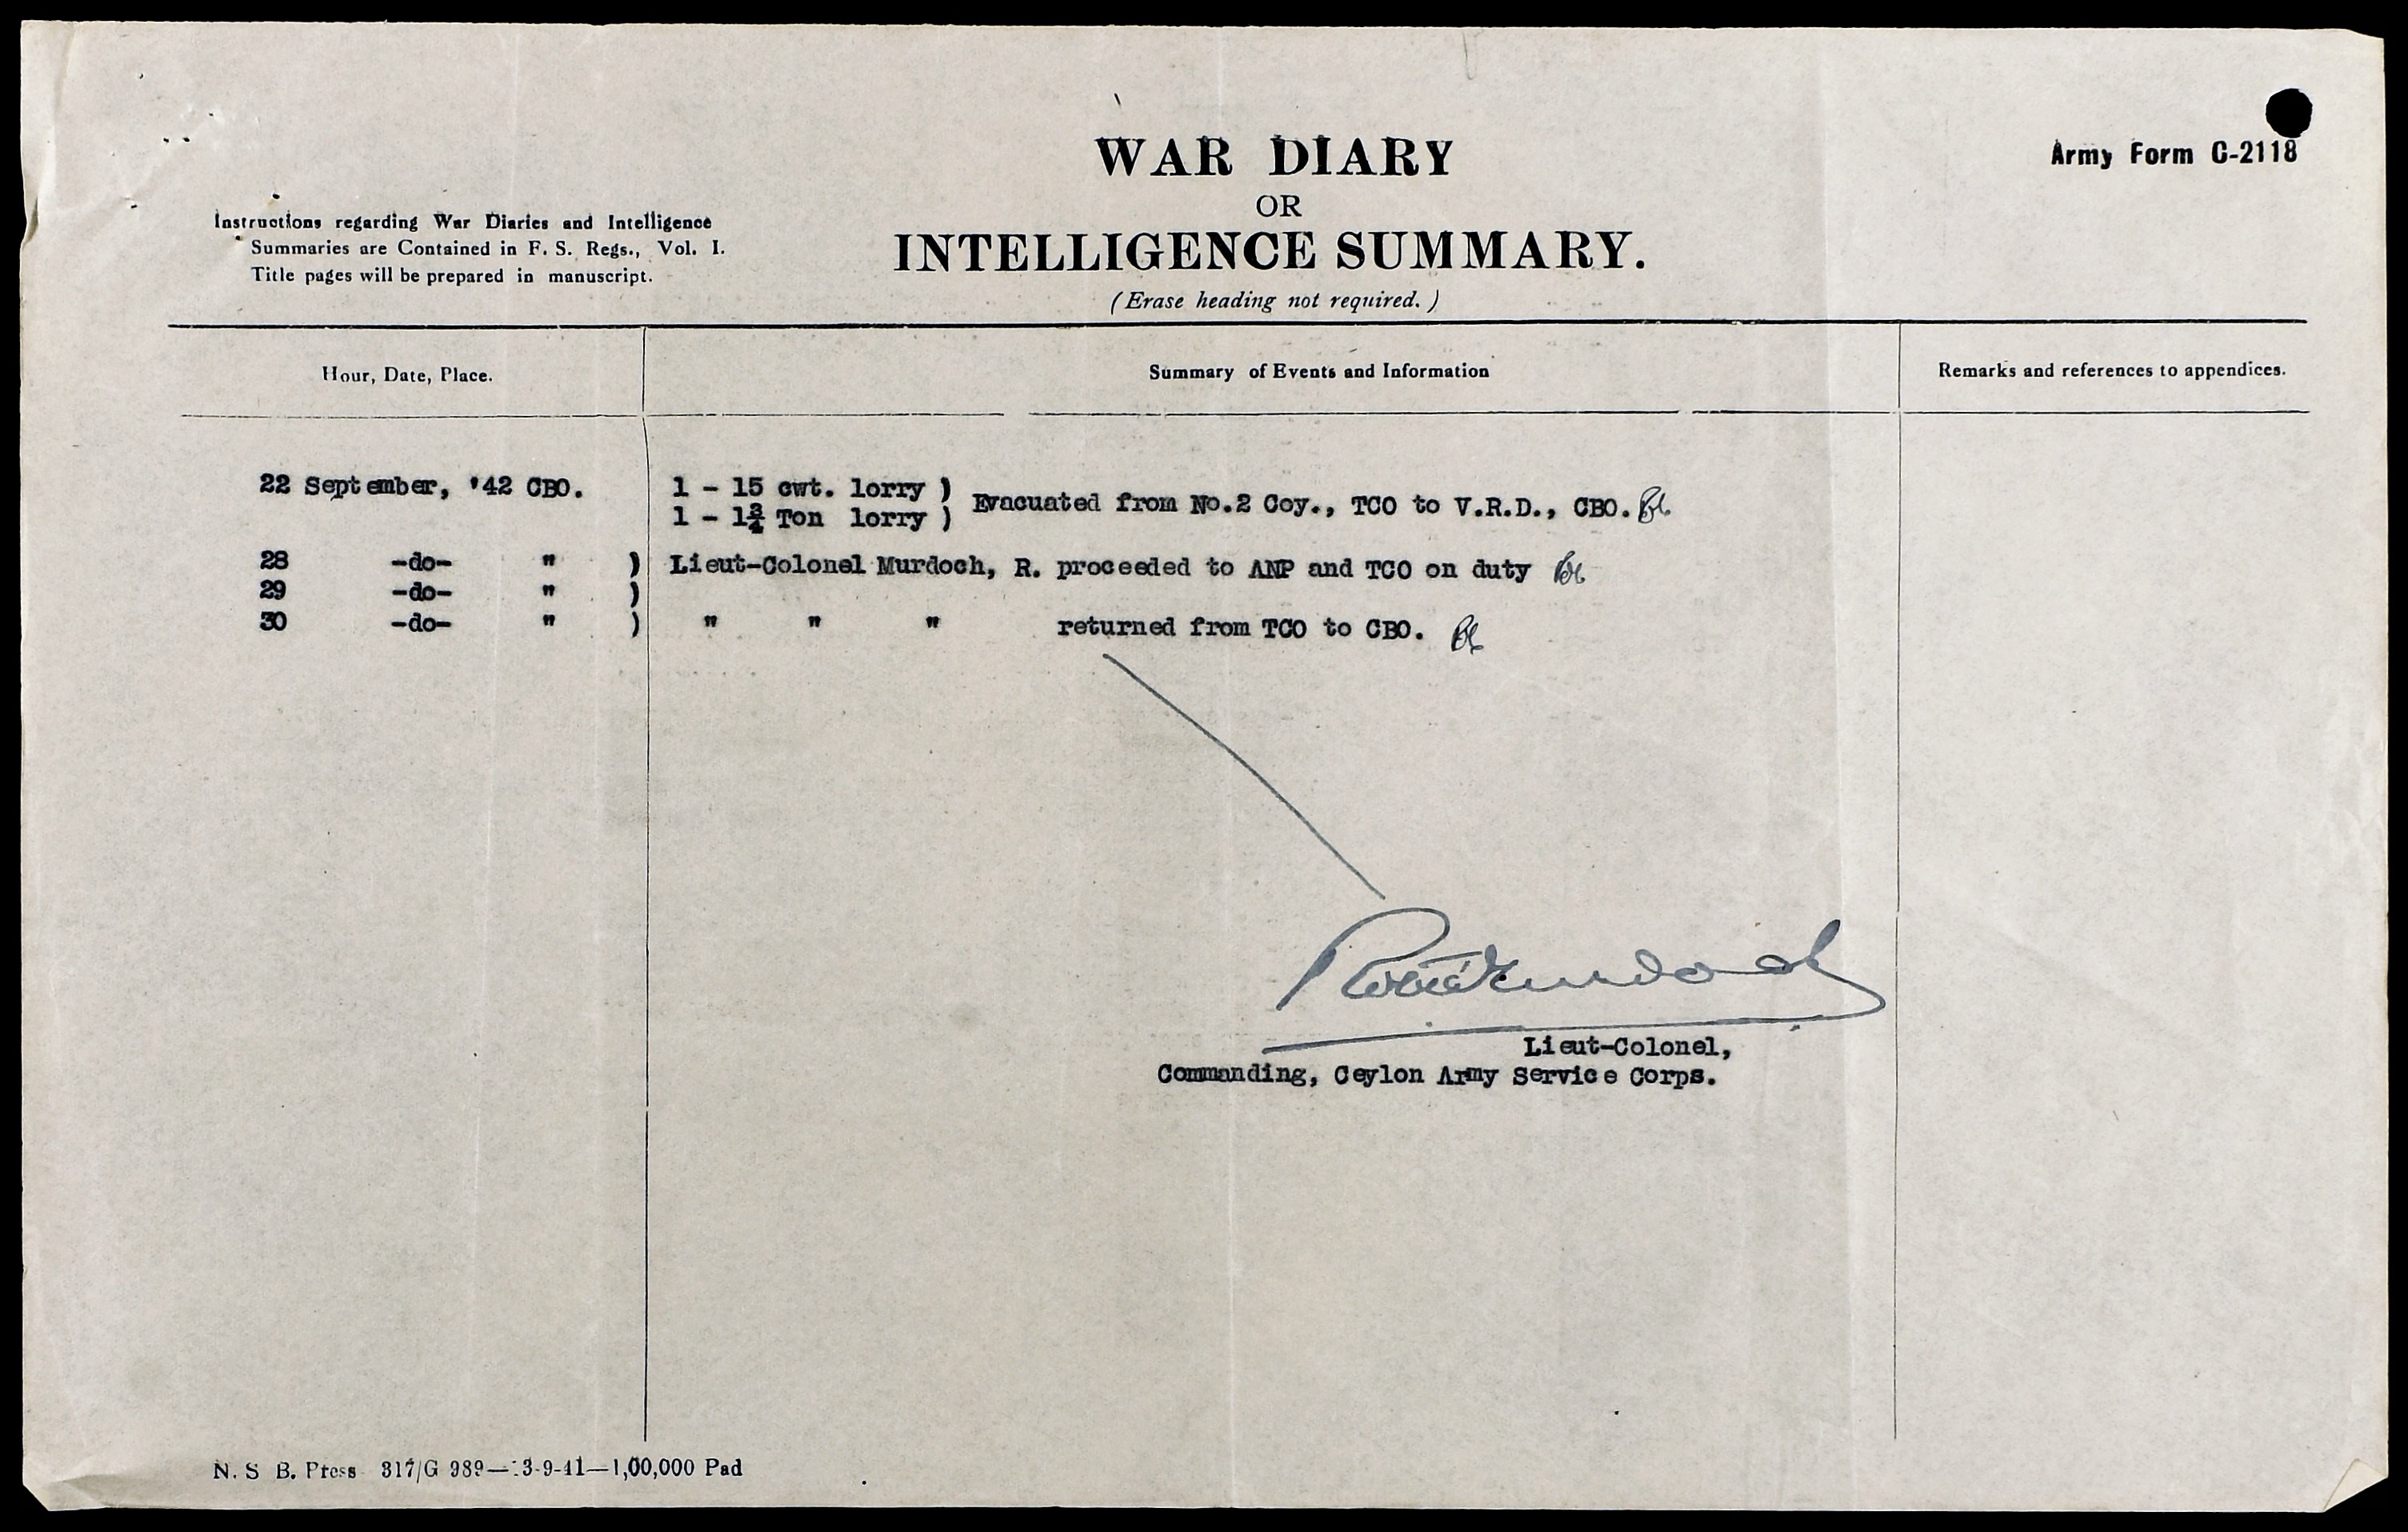 WAR DIARY
OR
INTELLIGENCE SUMMARY.
(Erase heading not required.)
Army Form C-2118
Instructions regarding War Diaries and Intelligence
Summaries are Contained in F. S. Regs., Vol. I.
Title pages will be prepared in manuscript.
Hour, Date, Place.
Summary of Events and Information
Remarks and references to appendices.
22 September, '42 CBO.
1 - 15 cwt. lorry )
1 - 1¾ Ton lorry )
Evacuated from No.2 Coy., TCO to V.R.D., CBO.
28 -do- " ) Lieut-Colonel Murdoch, R. proceeded to ANP and TCO on duty
29 -do- " )
30 -do- " ) " " " returned from TCO to CBO.
Lieut-Colonel,
Commanding, Ceylon Army Service Corps.
N. S B. Press 317/G 989—13-9-41—1,00,000 Pad